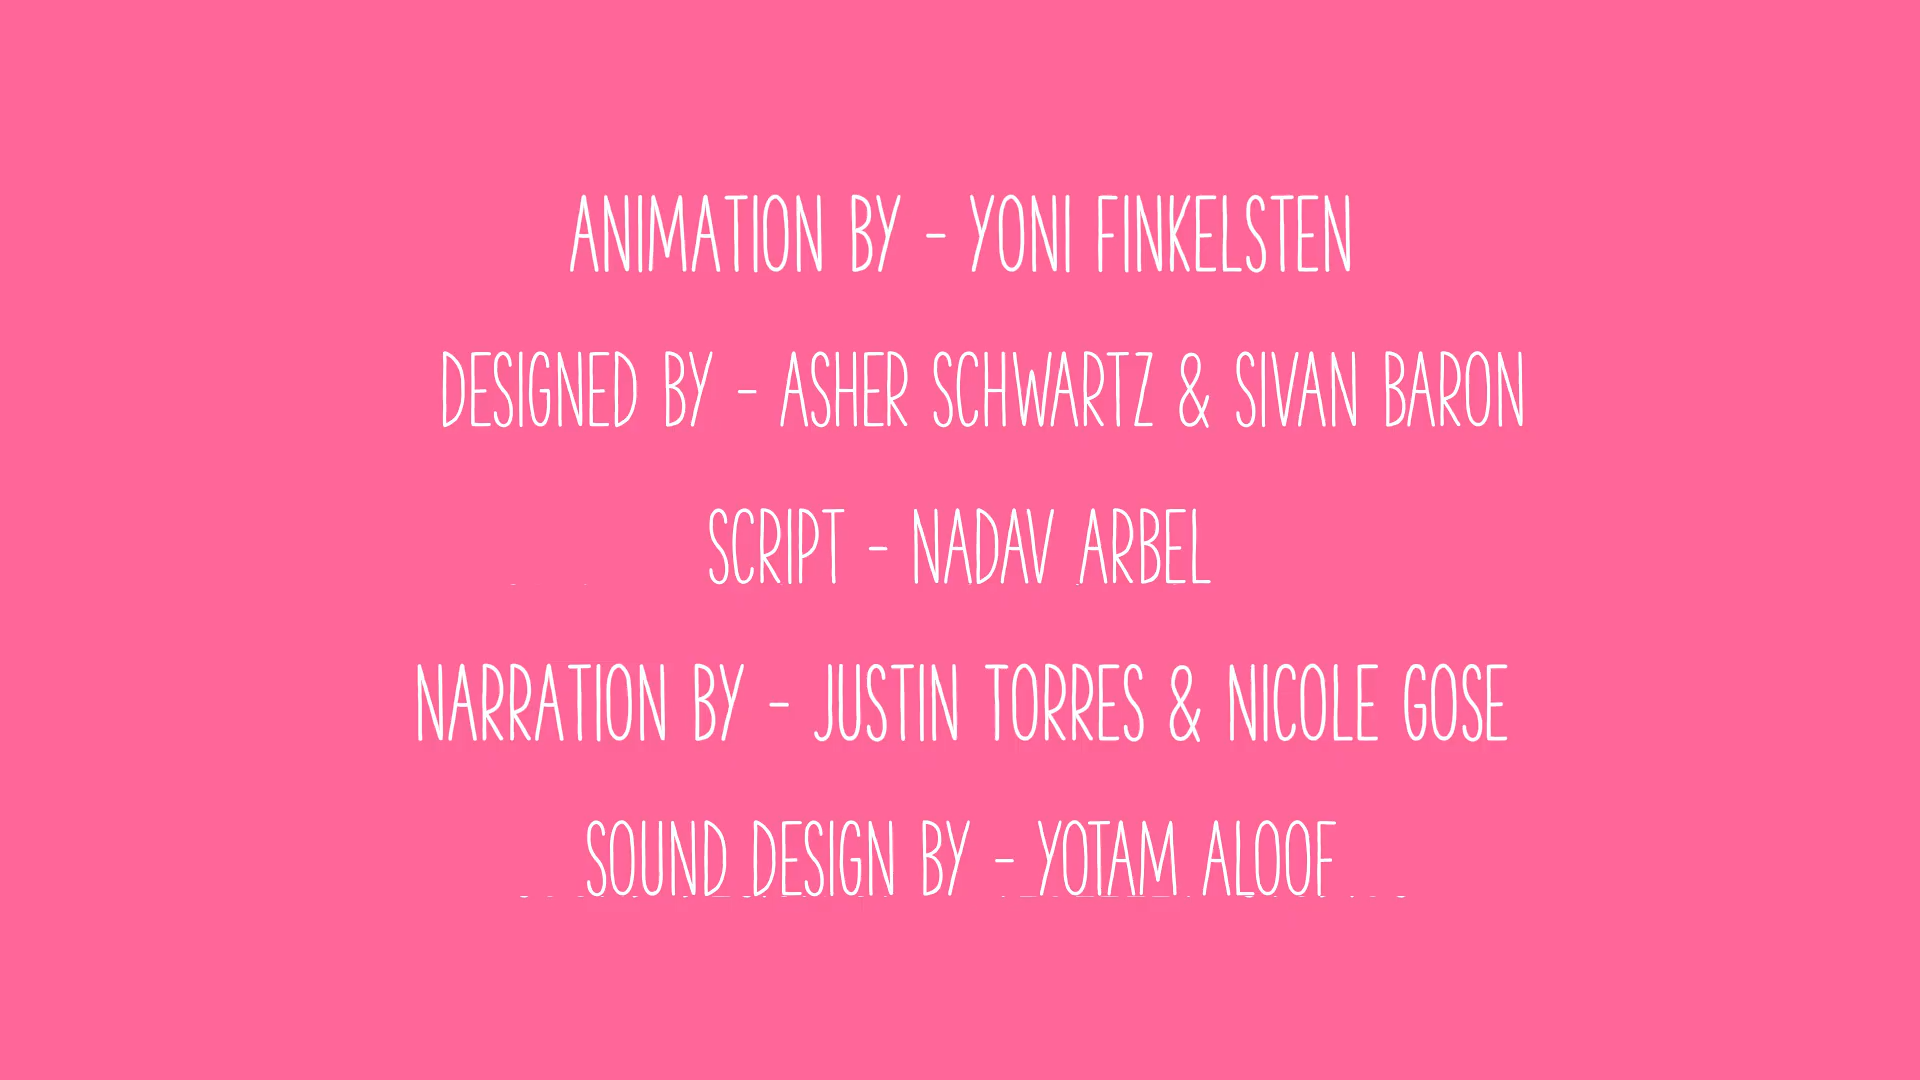 ANIMATION BY - YONI FINKELSTEN
DESIGNED BY - ASHER SCHWARTZ & SIVAN BARON
SCRIPT - NADAV ARBEL
NARRATION BY - JUSTIN TORRES & NICOLE GOSE
SOUND DESIGN BY - YOTAM ALOOF